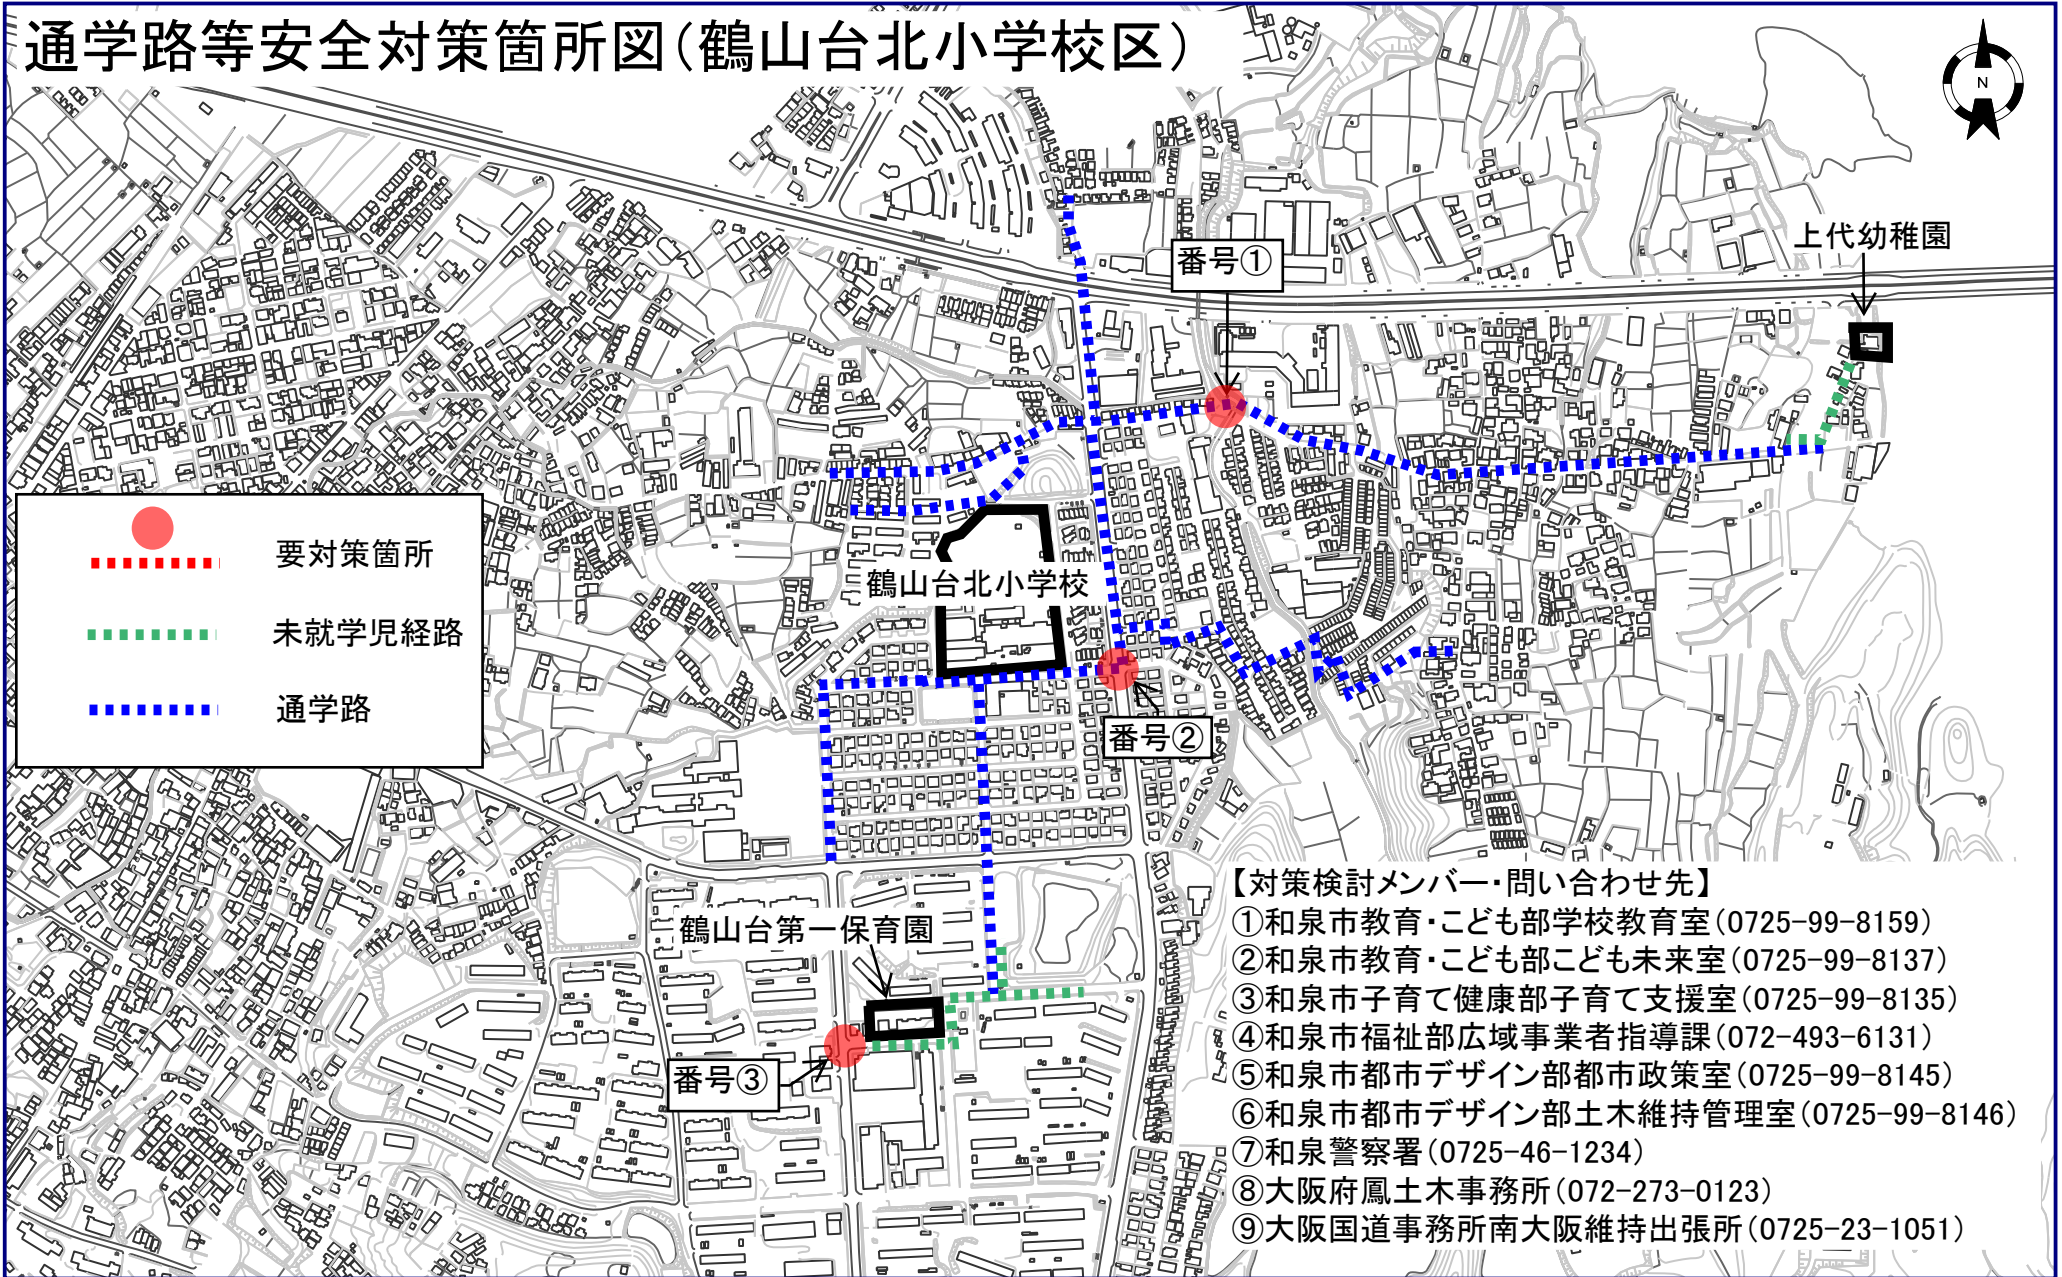 通学路等安全対策箇所図(鶴山台北小学校区)
N
番号①
上代幼稚園
要対策箇所
未就学児経路
通学路
鶴山台北小学校
番号②
鶴山台第一保育園
番号③
【対策検討メンバー・問い合わせ先】
①和泉市教育・こども部学校教育室(0725-99-8159)
②和泉市教育・こども部こども未来室(0725-99-8137)
③和泉市子育て健康部子育て支援室(0725-99-8135)
④和泉市福祉部広域事業者指導課(072-493-6131)
⑤和泉市都市デザイン部都市政策室(0725-99-8145)
⑥和泉市都市デザイン部土木維持管理室(0725-99-8146)
⑦和泉警察署(0725-46-1234)
⑧大阪府鳳土木事務所(072-273-0123)
⑨大阪国道事務所南大阪維持出張所(0725-23-1051)